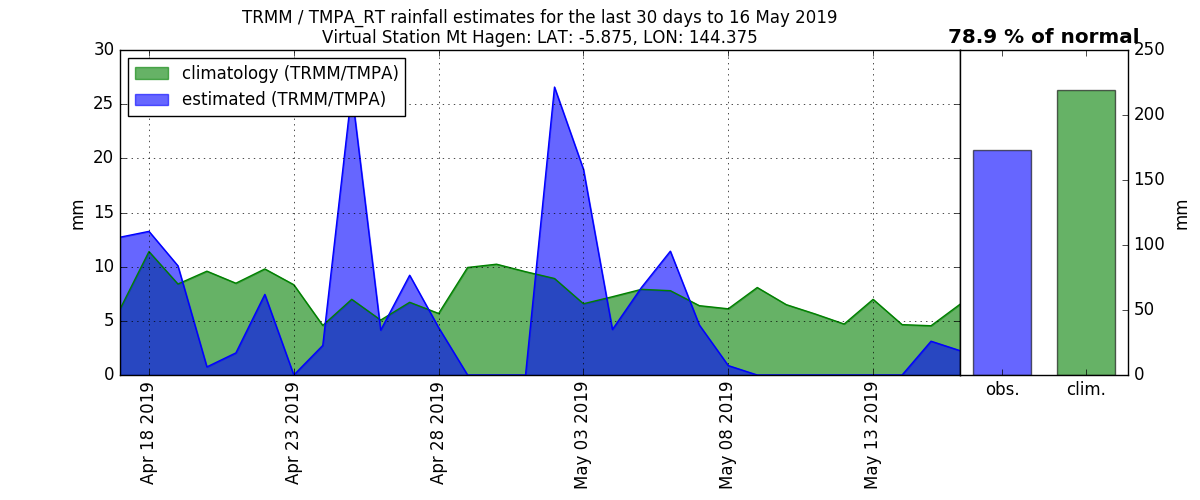 TRMM / TMPA_RT rainfall estimates for the last 30 days to 16 May 2019
Virtual Station Mt Hagen: LAT: -5.875, LON: 144.375
78.9 % of normal
climatology (TRMM/TMPA)
estimated (TRMM/TMPA)
30
25
20
15
10
5
0
mm
Apr 18 2019
Apr 23 2019
Apr 28 2019
May 03 2019
May 08 2019
May 13 2019
250
200
150
100
50
0
mm
obs.
clim.